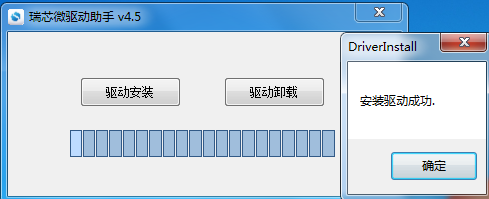 瑞芯微驱动助手 v4.5
驱动安装
驱动卸载
DriverInstall
安装驱动成功.
确定